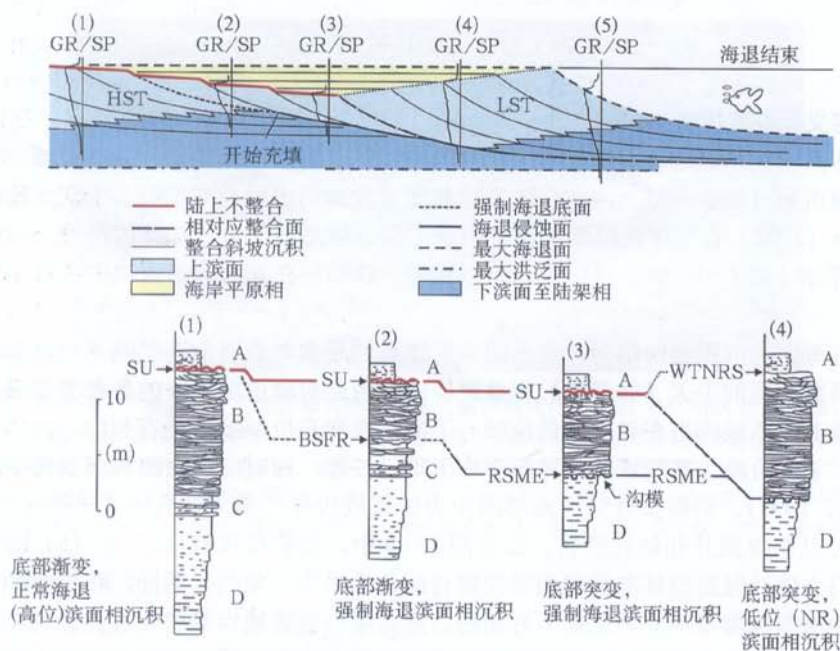 (1) (2) (3) (4) (5)
GR/SP GR/SP GR/SP GR/SP GR/SP
海退结束
HST
LST
开始充填
陆上不整合
相对应整合面
整合斜坡沉积
上滨面
海岸平原相
强制海退底面
海退侵蚀面
最大海退面
最大洪泛面
下滨面至陆架相
(1)
SU
A
B
C
D
10
(m)
0
底部渐变,
正常海退
(高位)滨面相沉积
(2)
SU
BSFR
A
B
C
D
底部渐变,
强制海退滨面相沉积
(3)
SU
RSME
A
B
D
沟模
RSME
底部突变,
强制海退滨面相沉积
(4)
WTNRS
A
B
D
底部突变,
低位 (NR)
滨面相沉积